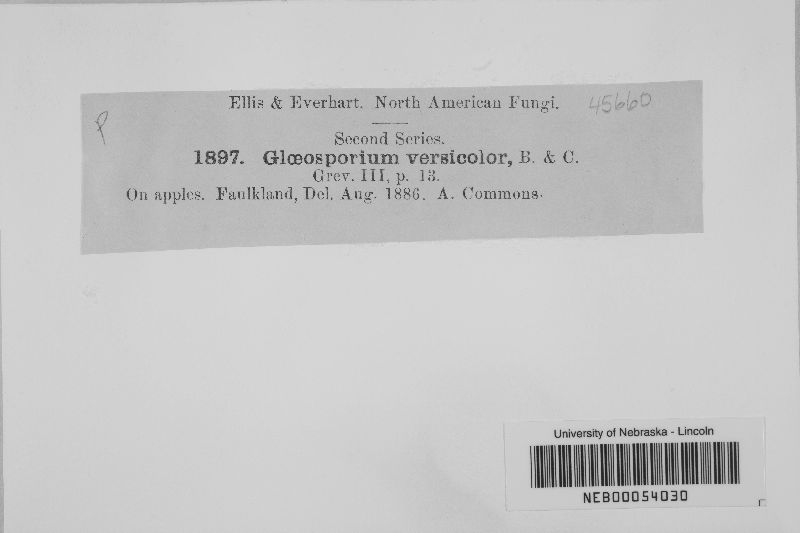 Ellis & Everhart. North American Fungi. 45660
P
Second Series.
1897. Glœosporium versicolor, B. & C.
Grev. III, p. 13.
On apples. Faulkland, Del. Aug. 1886. A. Commons.
University of Nebraska - Lincoln
NEB00054030